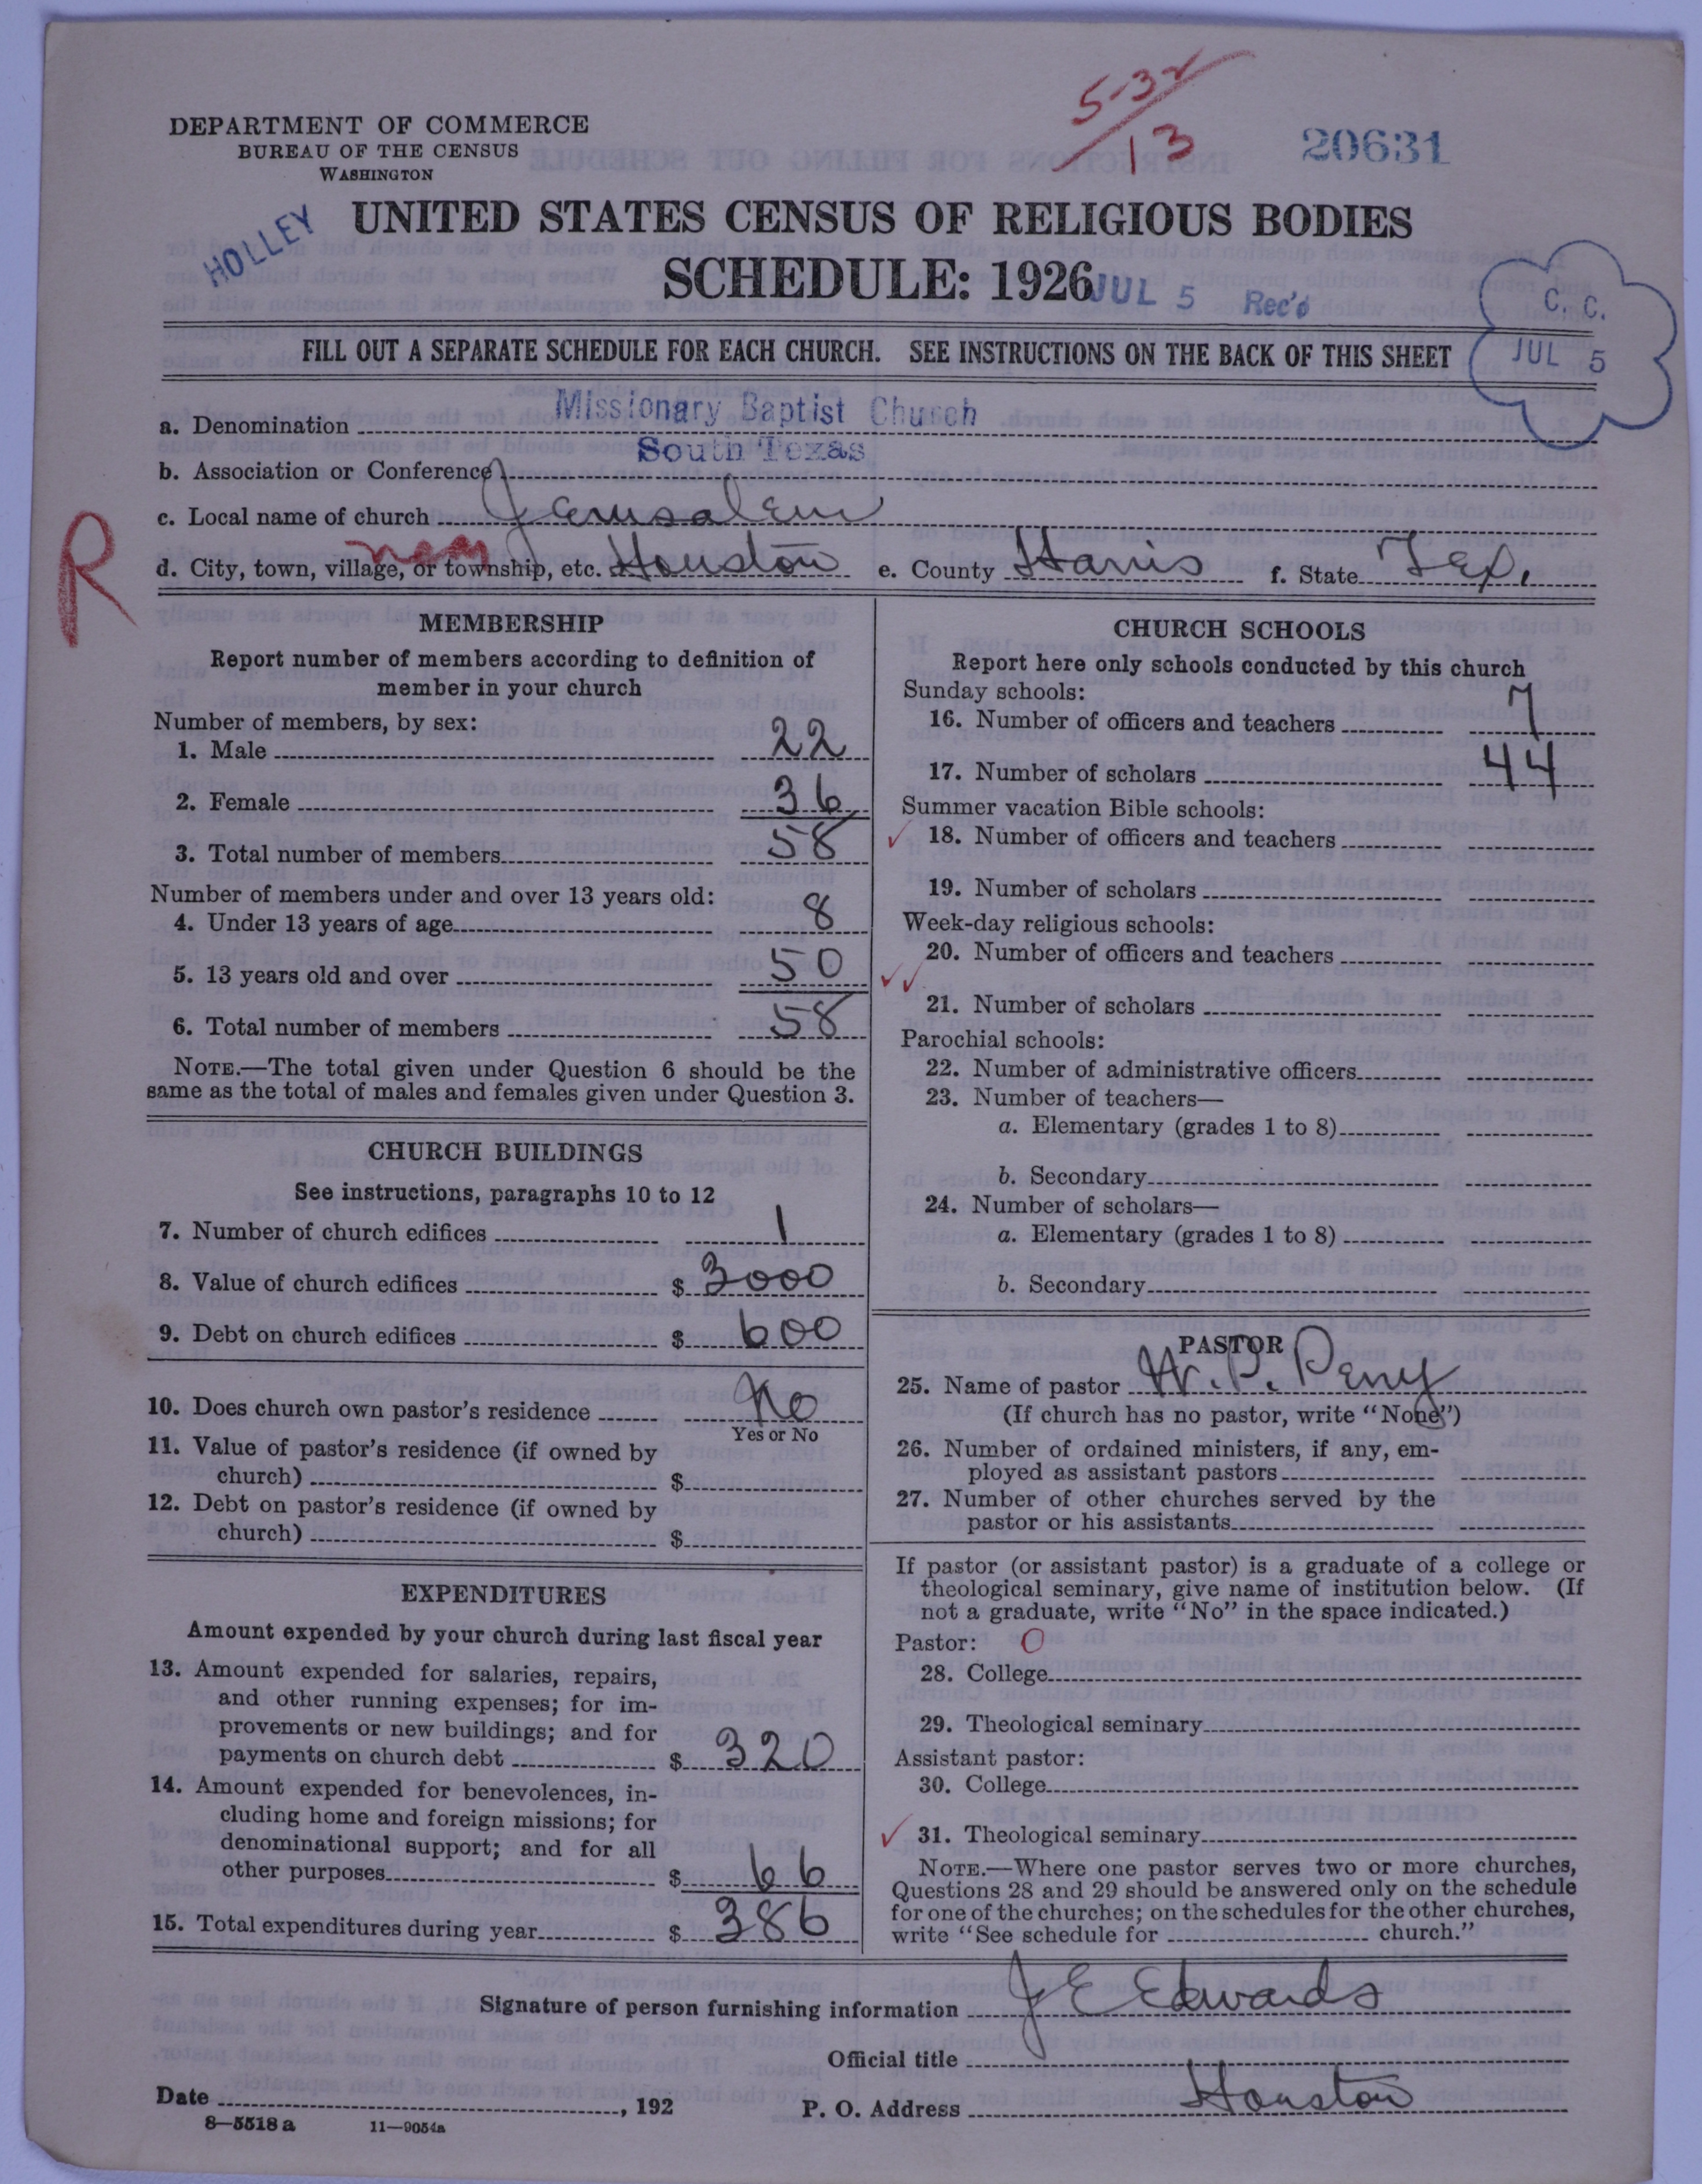 5-32
13
20631
DEPARTMENT OF COMMERCE
BUREAU OF THE CENSUS
WASHINGTON
HOLLEY
UNITED STATES CENSUS OF RELIGIOUS BODIES
SCHEDULE: 1926
JUL 5 Rec'd
C. C.
JUL 5
FILL OUT A SEPARATE SCHEDULE FOR EACH CHURCH. SEE INSTRUCTIONS ON THE BACK OF THIS SHEET
a. Denomination Missionary Baptist Church
South Texas
b. Association or Conference
c. Local name of church Jerusalem
R
d. City, town, village, or township, etc. Houston e. County Harris f. State Tex.
MEMBERSHIP
Report number of members according to definition of
member in your church
Number of members, by sex:
1. Male 22
2. Female 36
3. Total number of members 58
Number of members under and over 13 years old:
4. Under 13 years of age 8
5. 13 years old and over 50
6. Total number of members 58
NOTE.—The total given under Question 6 should be the
same as the total of males and females given under Question 3.
CHURCH BUILDINGS
See instructions, paragraphs 10 to 12
7. Number of church edifices 1
8. Value of church edifices $ 3000
9. Debt on church edifices $ 600
10. Does church own pastor's residence No
Yes or No
11. Value of pastor's residence (if owned by
church) $
12. Debt on pastor's residence (if owned by
church) $
EXPENDITURES
Amount expended by your church during last fiscal year
13. Amount expended for salaries, repairs,
and other running expenses; for im-
provements or new buildings; and for
payments on church debt $ 320
14. Amount expended for benevolences, in-
cluding home and foreign missions; for
denominational support; and for all
other purposes $ 66
15. Total expenditures during year $ 386
CHURCH SCHOOLS
Report here only schools conducted by this church
Sunday schools:
16. Number of officers and teachers 7
17. Number of scholars 44
Summer vacation Bible schools:
18. Number of officers and teachers
19. Number of scholars
Week-day religious schools:
20. Number of officers and teachers
21. Number of scholars
Parochial schools:
22. Number of administrative officers
23. Number of teachers—
a. Elementary (grades 1 to 8)
b. Secondary
24. Number of scholars—
a. Elementary (grades 1 to 8)
b. Secondary
PASTOR
25. Name of pastor W. P. Perry
(If church has no pastor, write "None")
26. Number of ordained ministers, if any, em-
ployed as assistant pastors
27. Number of other churches served by the
pastor or his assistants
If pastor (or assistant pastor) is a graduate of a college or
theological seminary, give name of institution below. (If
not a graduate, write "No" in the space indicated.)
Pastor: 0
28. College
29. Theological seminary
Assistant pastor:
30. College
31. Theological seminary
NOTE.—Where one pastor serves two or more churches,
Questions 28 and 29 should be answered only on the schedule
for one of the churches; on the schedules for the other churches,
write "See schedule for church."
Signature of person furnishing information J E Edwards
Official title
Date , 192
P. O. Address Houston
8—5518 a 11—9054a